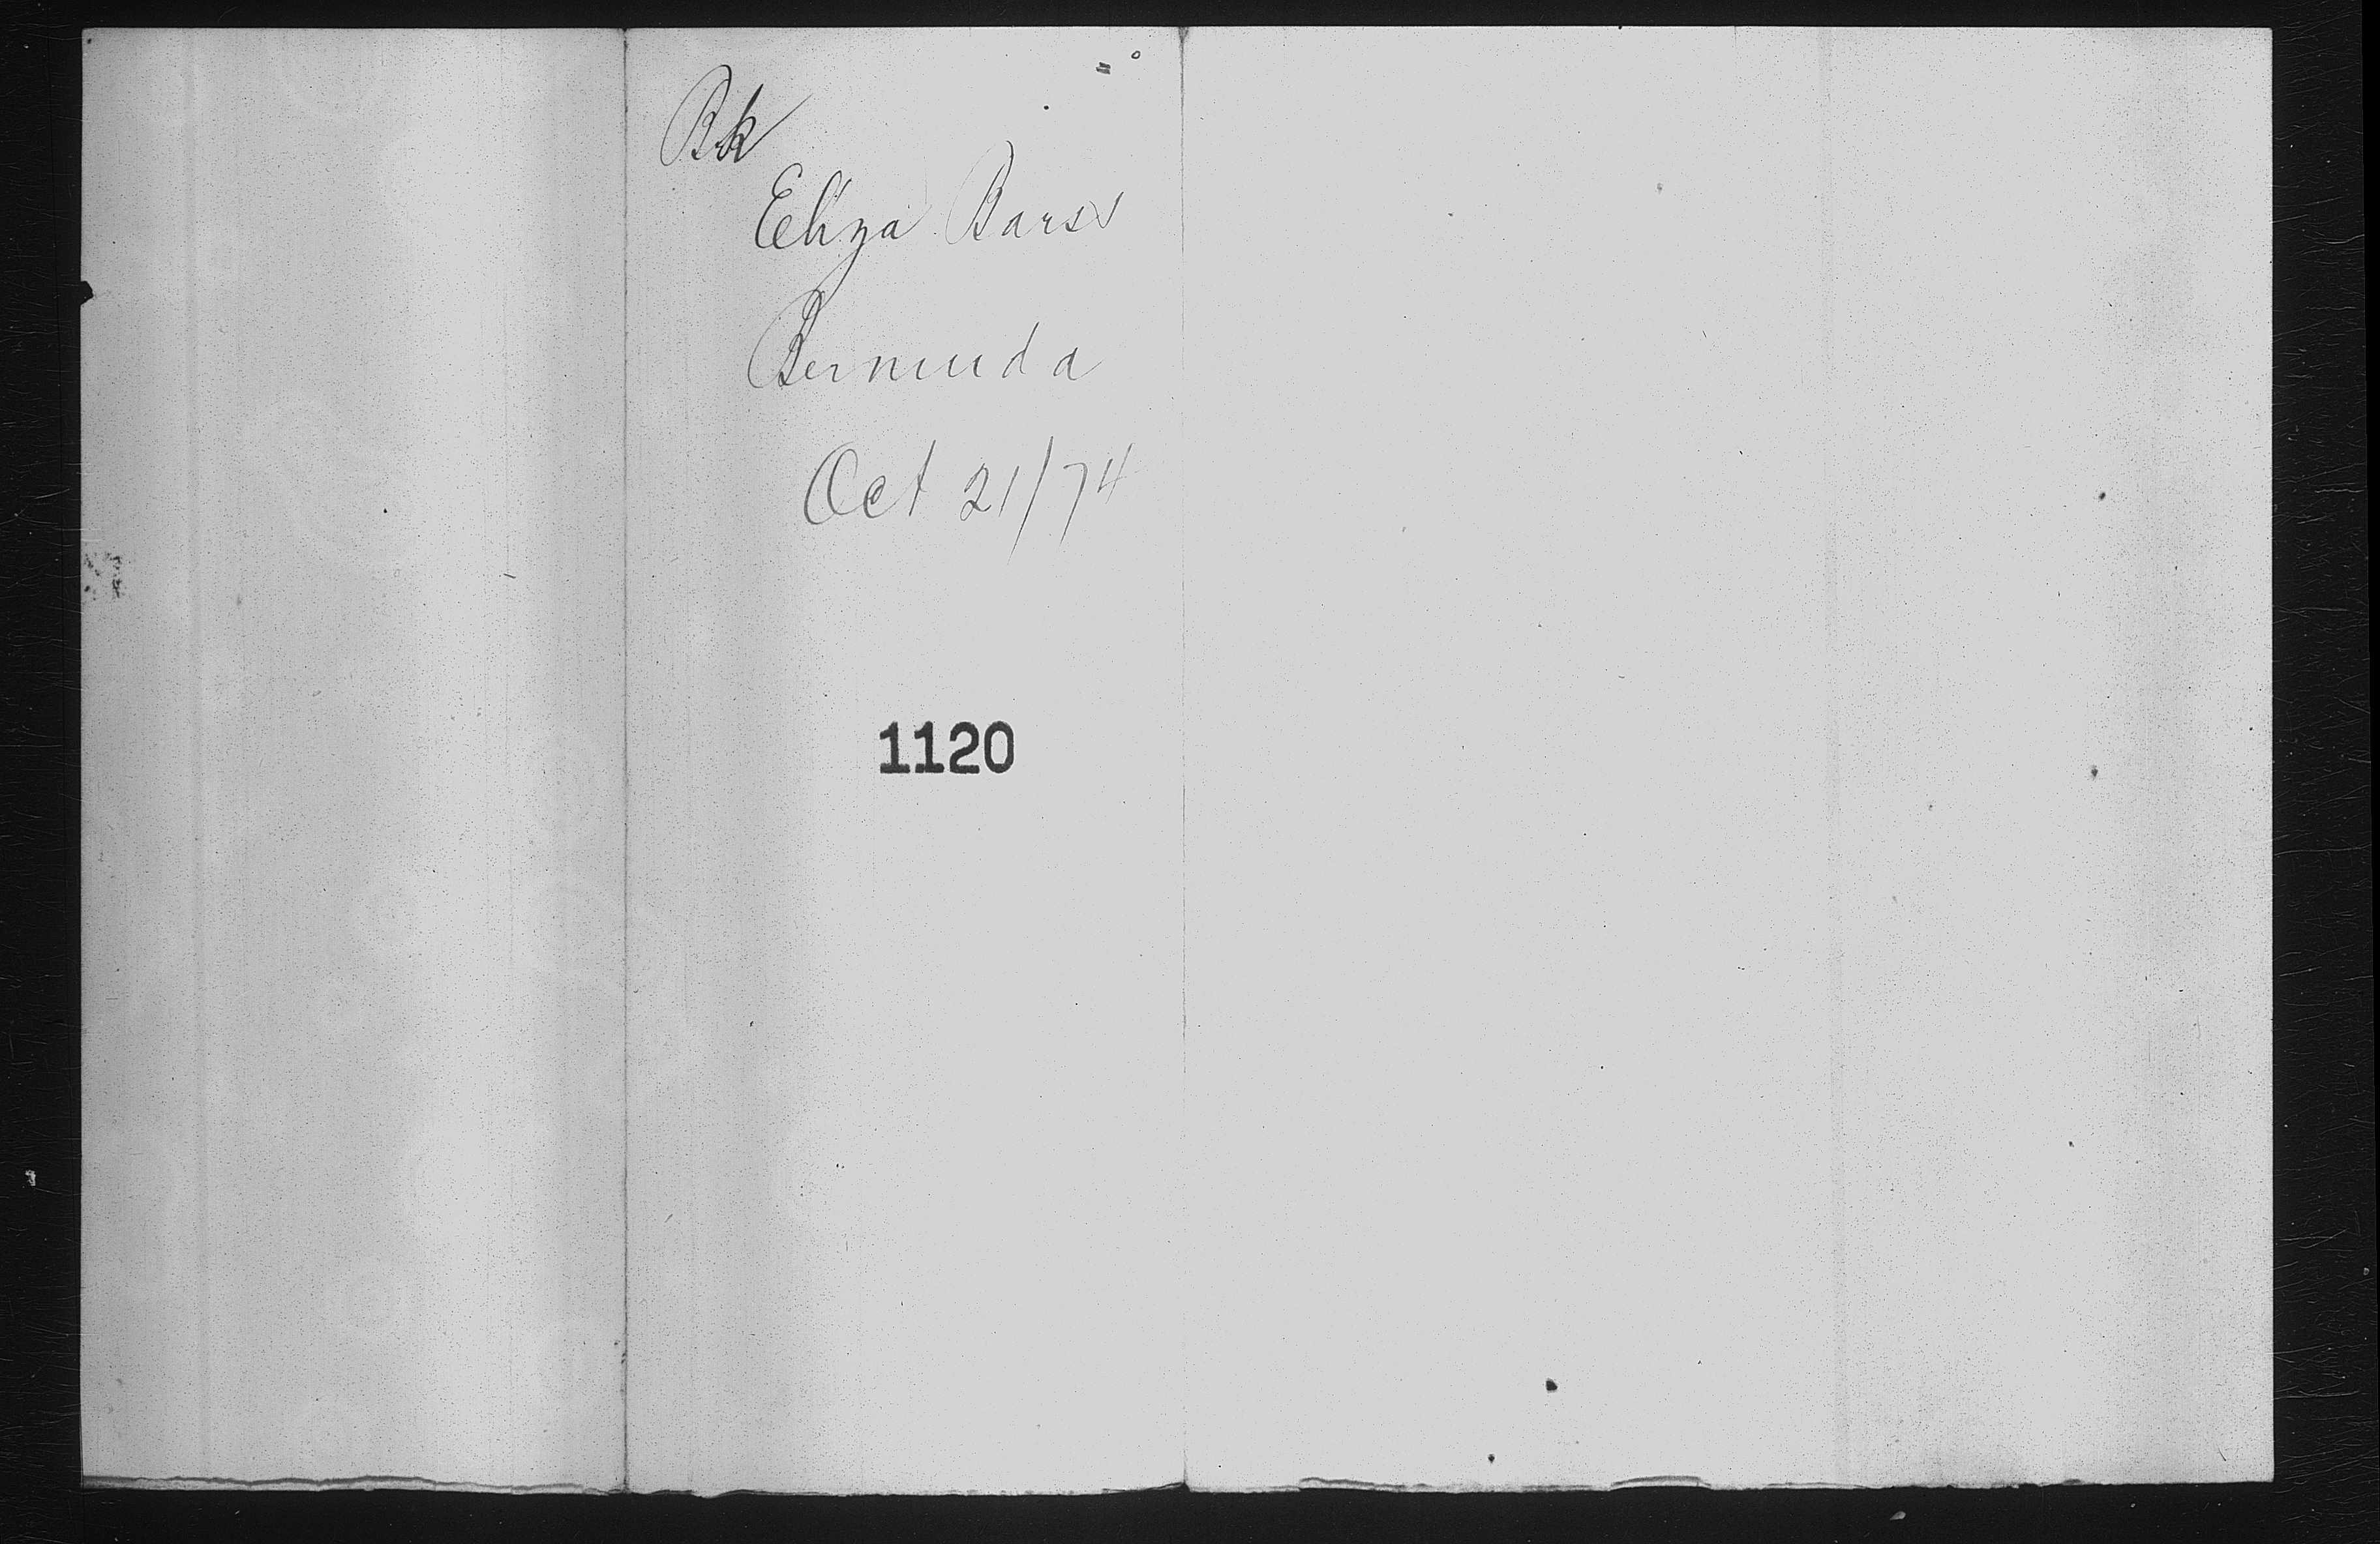 Bk
Eliza Barss
Bermuda
Oct 21/74
1120